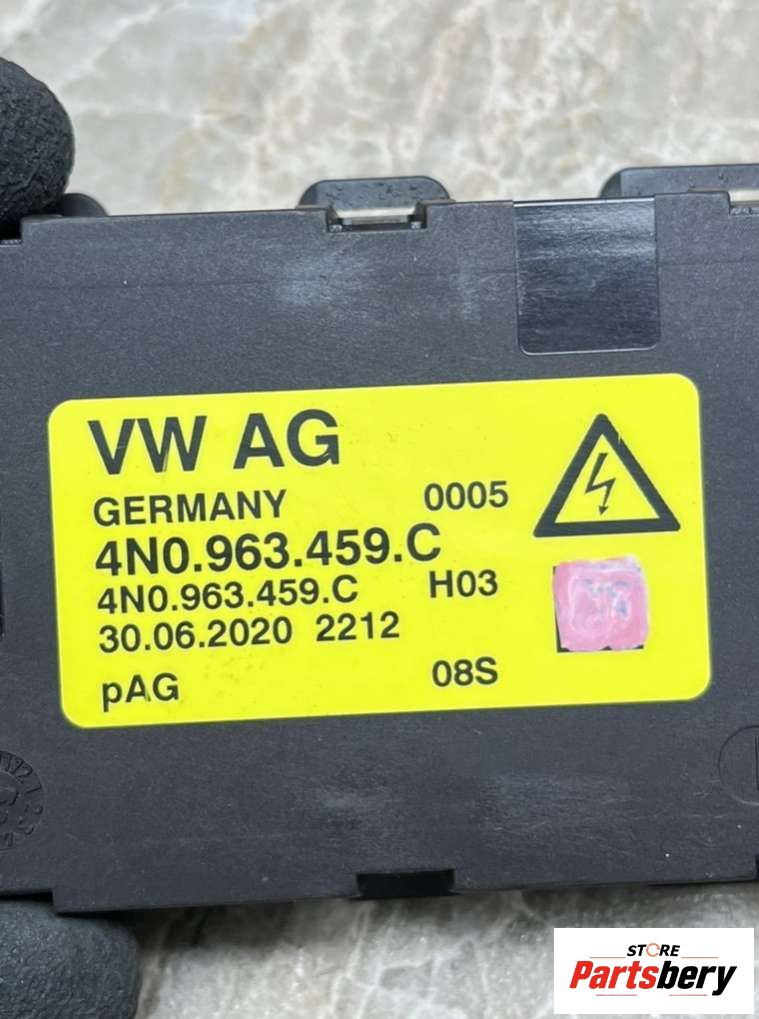 VW AG
GERMANY 0005
4N0.963.459.C
4N0.963.459.C H03
30.06.2020 2212
pAG 08S
STORE
Partsbery